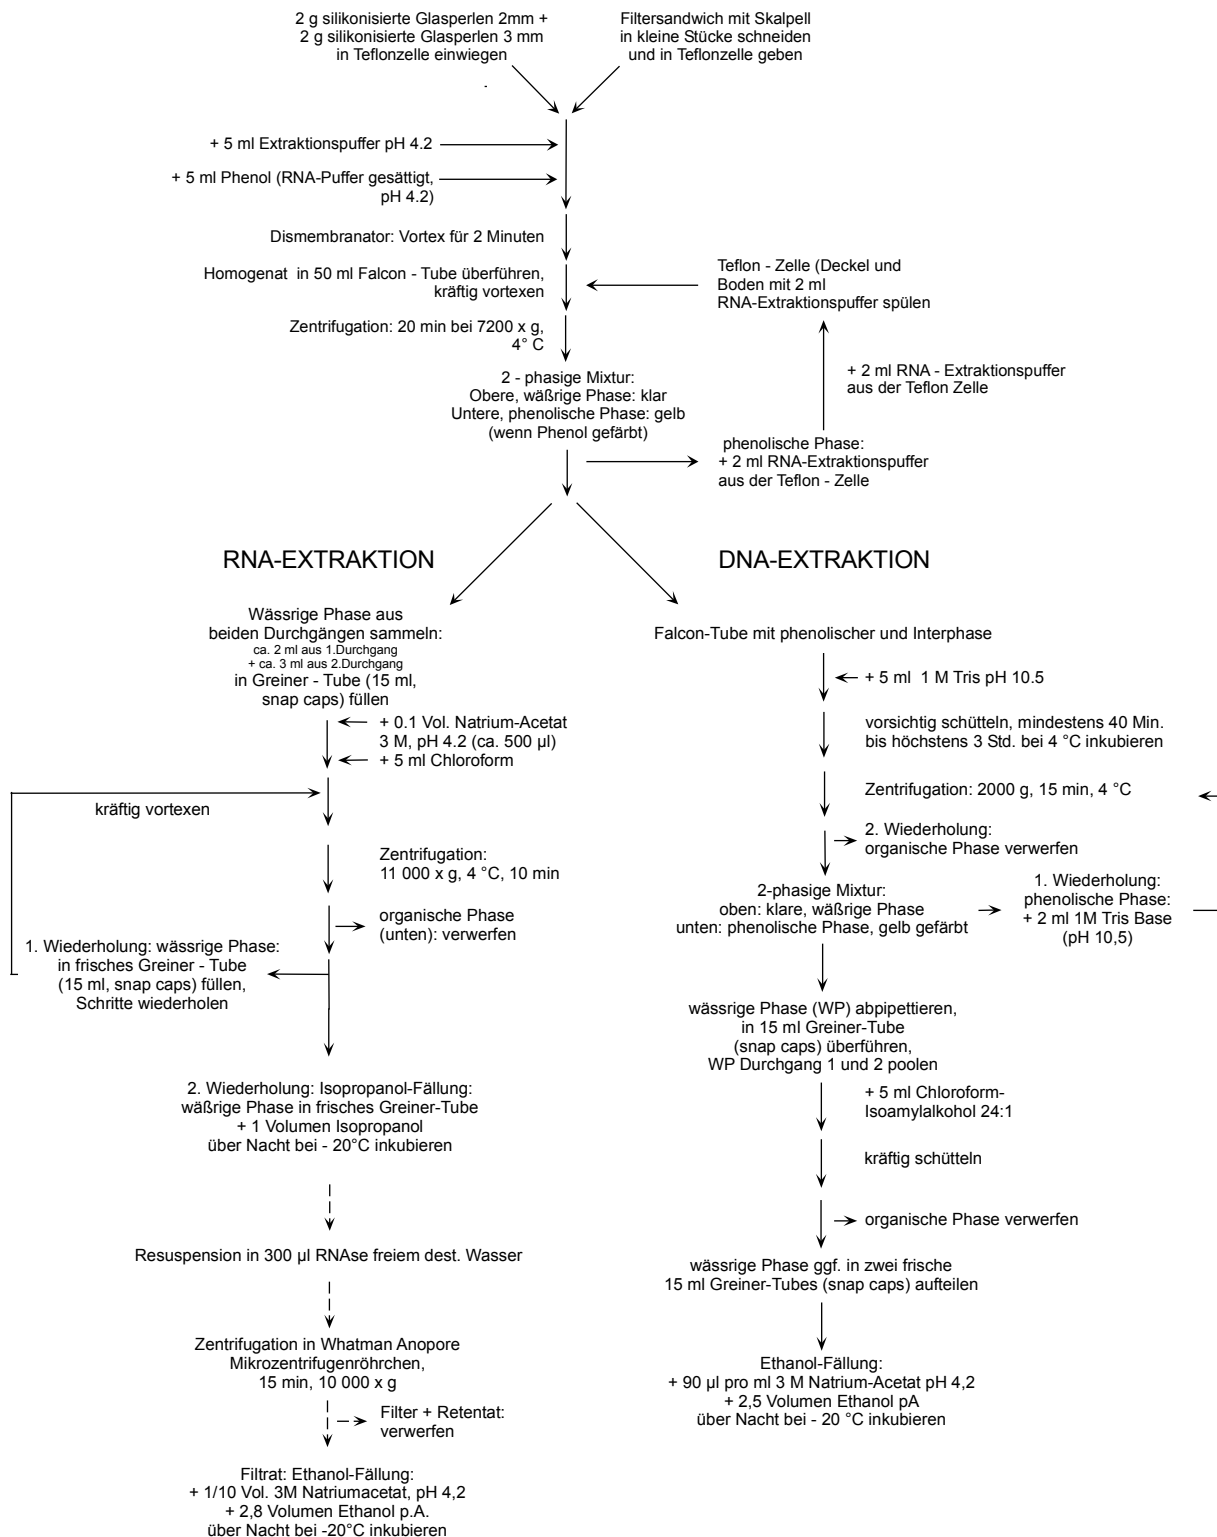 2 g silikonisierte Glasperlen 2mm +
2 g silikonisierte Glasperlen 3 mm
in Teflonzelle einwiegen
Filtersandwich mit Skalpell
in kleine Stücke schneiden
und in Teflonzelle geben
+ 5 ml Extraktionspuffer pH 4.2
+ 5 ml Phenol (RNA-Puffer gesättigt,
pH 4.2)
Dismembranator: Vortex für 2 Minuten
Homogenat in 50 ml Falcon - Tube überführen,
kräftig vortexen
Teflon - Zelle (Deckel und
Boden mit 2 ml
RNA-Extraktionspuffer spülen
Zentrifugation: 20 min bei 7200 x g,
4° C
+ 2 ml RNA - Extraktionspuffer
aus der Teflon Zelle
2 - phasige Mixtur:
Obere, wäßrige Phase: klar
Untere, phenolische Phase: gelb
(wenn Phenol gefärbt)
phenolische Phase:
+ 2 ml RNA-Extraktionspuffer
aus der Teflon - Zelle
RNA-EXTRAKTION
Wässrige Phase aus
beiden Durchgängen sammeln:
ca. 2 ml aus 1.Durchgang
+ ca. 3 ml aus 2.Durchgang
in Greiner - Tube (15 ml,
snap caps) füllen
+ 0.1 Vol. Natrium-Acetat
3 M, pH 4.2 (ca. 500 µl)
+ 5 ml Chloroform
kräftig vortexen
Zentrifugation:
11 000 x g, 4 °C, 10 min
organische Phase
(unten): verwerfen
1. Wiederholung: wässrige Phase:
in frisches Greiner - Tube
(15 ml, snap caps) füllen,
Schritte wiederholen
2. Wiederholung: Isopropanol-Fällung:
wäßrige Phase in frisches Greiner-Tube
+ 1 Volumen Isopropanol
über Nacht bei - 20°C inkubieren
Resuspension in 300 µl RNAse freiem dest. Wasser
Zentrifugation in Whatman Anopore
Mikrozentrifugenröhrchen,
15 min, 10 000 x g
Filter + Retentat:
verwerfen
Filtrat: Ethanol-Fällung:
+ 1/10 Vol. 3M Natriumacetat, pH 4,2
+ 2,8 Volumen Ethanol p.A.
über Nacht bei -20°C inkubieren
DNA-EXTRAKTION
Falcon-Tube mit phenolischer und Interphase
+ 5 ml 1 M Tris pH 10.5
vorsichtig schütteln, mindestens 40 Min.
bis höchstens 3 Std. bei 4 °C inkubieren
Zentrifugation: 2000 g, 15 min, 4 °C
2. Wiederholung:
organische Phase verwerfen
2-phasige Mixtur:
oben: klare, wäßrige Phase
unten: phenolische Phase, gelb gefärbt
1. Wiederholung:
phenolische Phase:
+ 2 ml 1M Tris Base
(pH 10,5)
wässrige Phase (WP) abpipettieren,
in 15 ml Greiner-Tube
(snap caps) überführen,
WP Durchgang 1 und 2 poolen
+ 5 ml Chloroform-
Isoamylalkohol 24:1
kräftig schütteln
organische Phase verwerfen
wässrige Phase ggf. in zwei frische
15 ml Greiner-Tubes (snap caps) aufteilen
Ethanol-Fällung:
+ 90 µl pro ml 3 M Natrium-Acetat pH 4,2
+ 2,5 Volumen Ethanol pA
über Nacht bei - 20 °C inkubieren